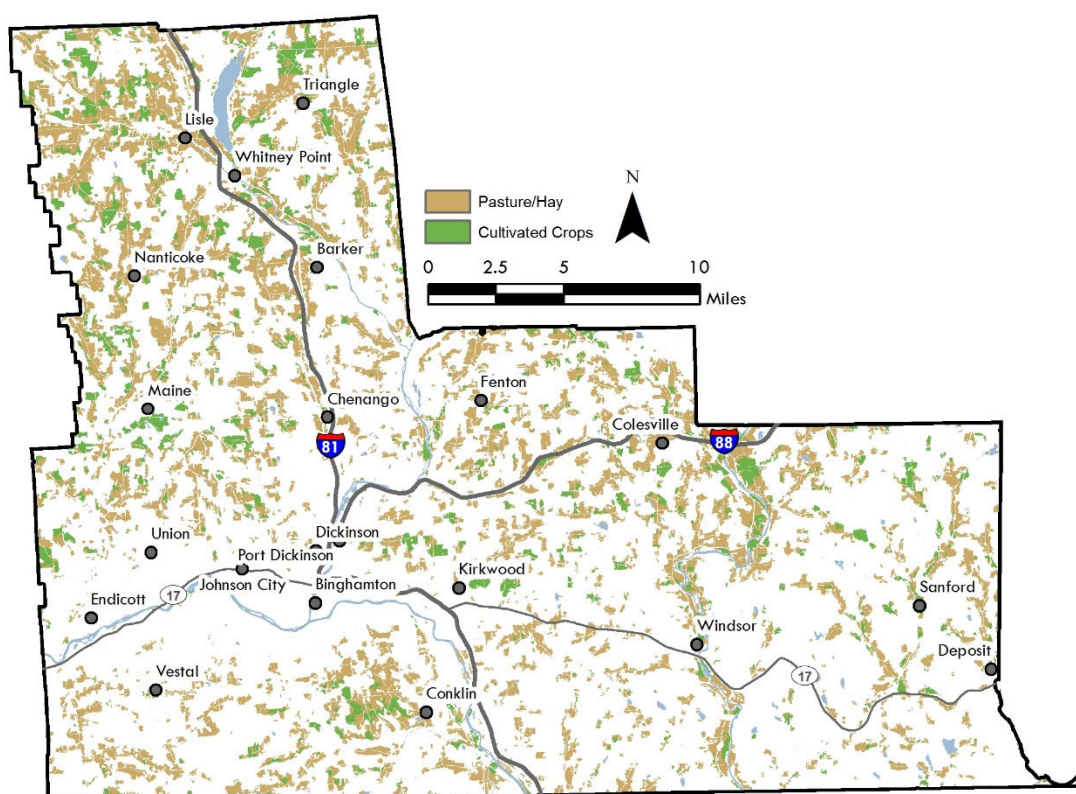 Triangle
Lisle
Whitney Point
N
Pasture/Hay
Cultivated Crops
Barker
Nanticoke
0 2.5 5 10
Miles
Fenton
Maine
Chenango
Colesville
81
88
Dickinson
Union
Port Dickinson
Kirkwood
Johnson City
Binghamton
Sanford
17
Endicott
Windsor
Deposit
Vestal
17
Conklin